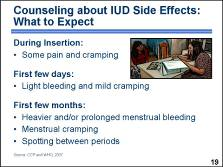 Counseling about IUD Side Effects:
What to Expect
During Insertion:
• Some pain and cramping
First few days:
• Light bleeding and mild cramping
First few months:
• Heavier and/or prolonged menstrual bleeding
• Menstrual cramping
• Spotting between periods
Source: CCP and WHO, 2007.
19